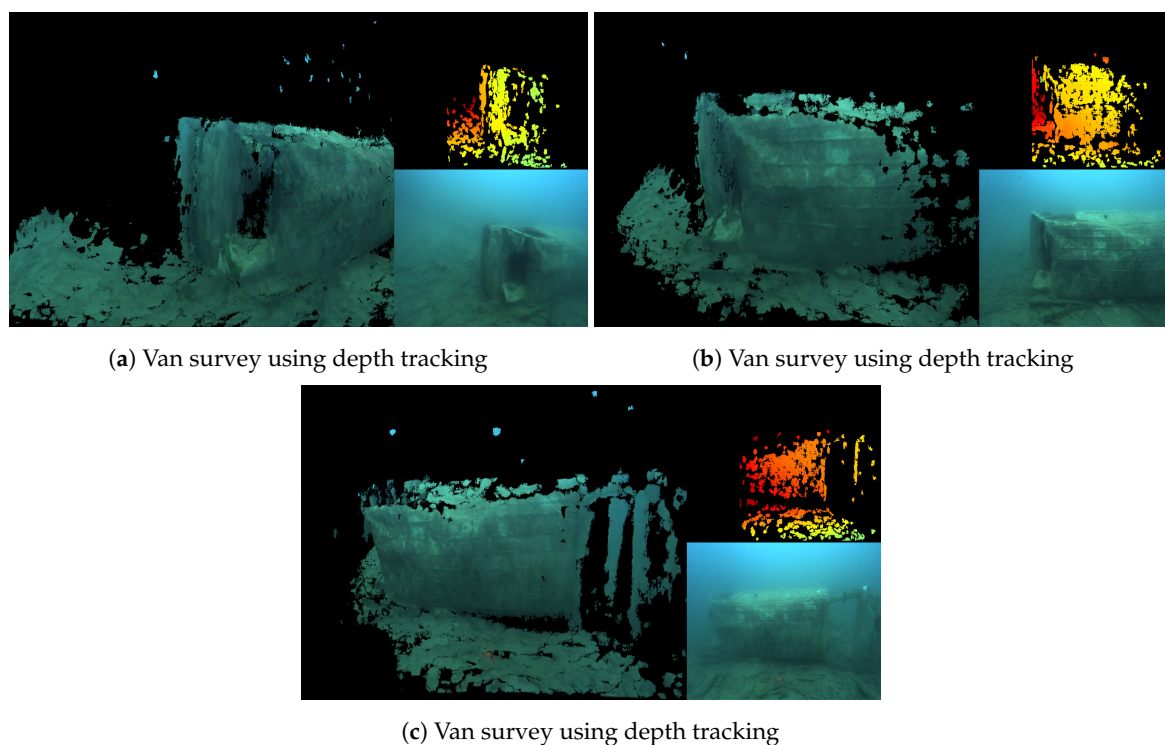 (a) Van survey using depth tracking
(b) Van survey using depth tracking
(c) Van survey using depth tracking